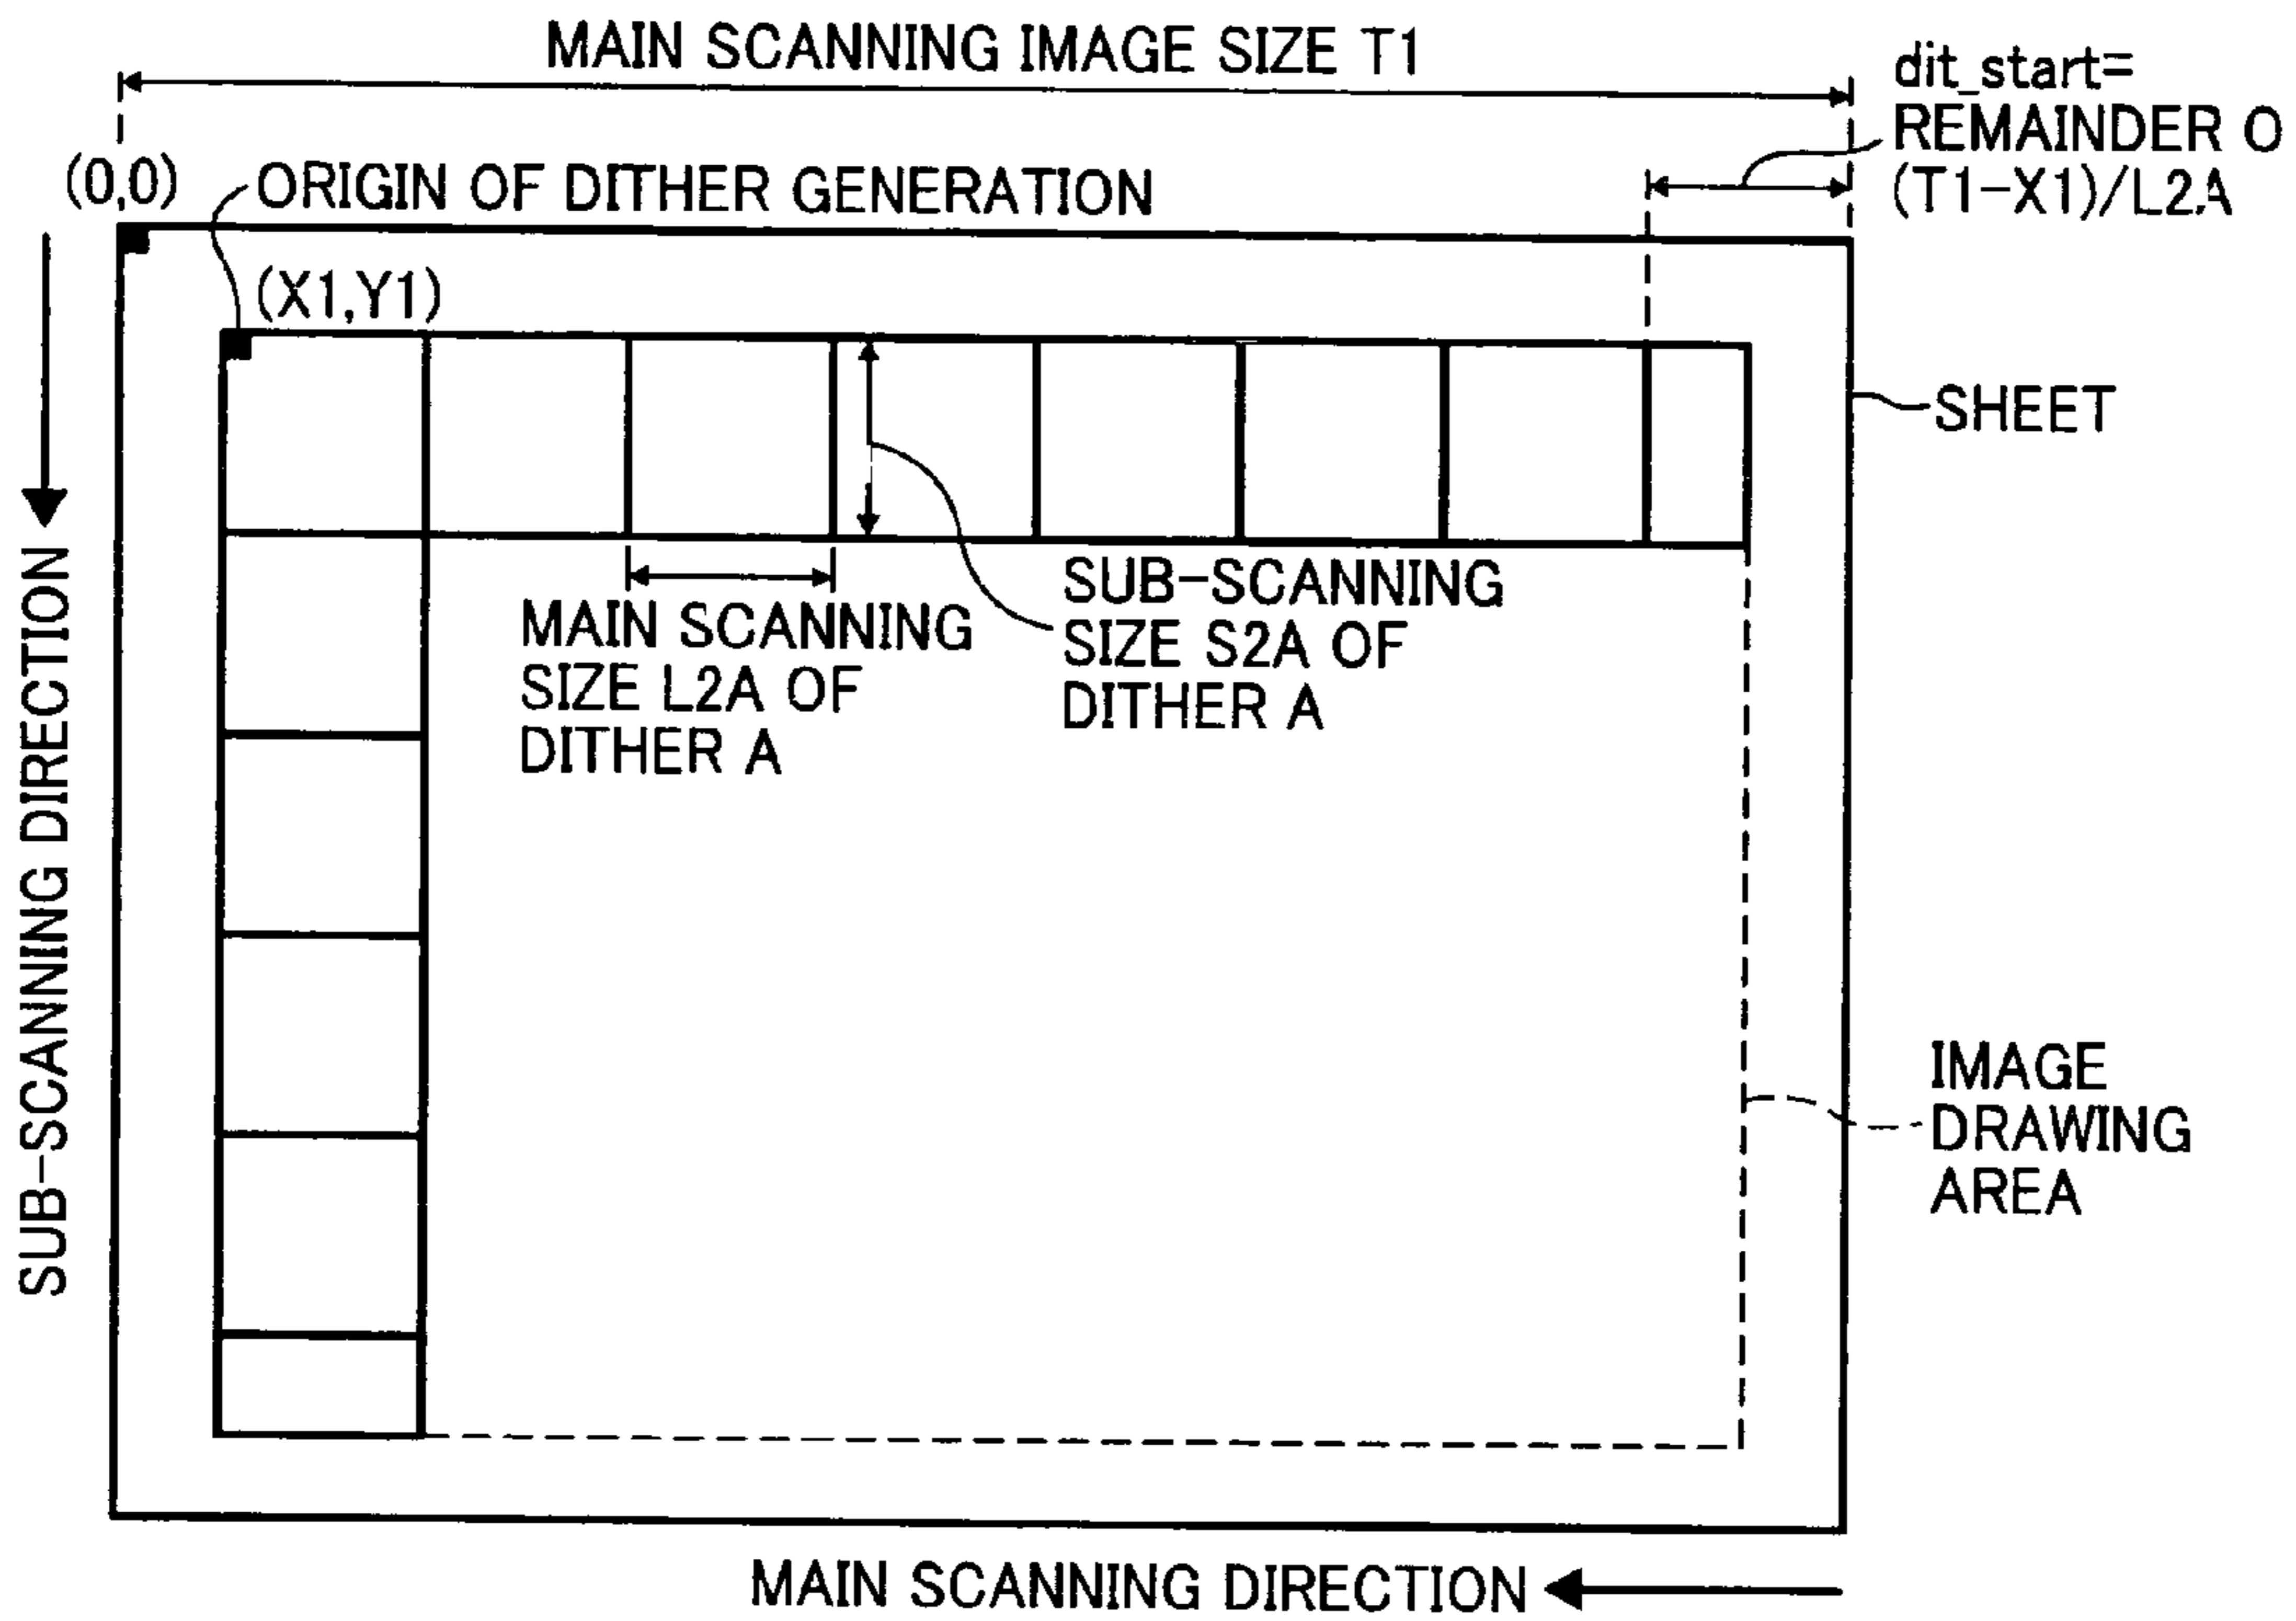 MAIN SCANNING IMAGE SIZE T1
dit_start=
REMAINDER O
(T1-X1)/L2A
(0,0)
ORIGIN OF DITHER GENERATION
(X1,Y1)
SHEET
SUB-SCANNING DIRECTION
MAIN SCANNING
SIZE L2A OF
DITHER A
SUB-SCANNING
SIZE S2A OF
DITHER A
IMAGE
DRAWING
AREA
MAIN SCANNING DIRECTION